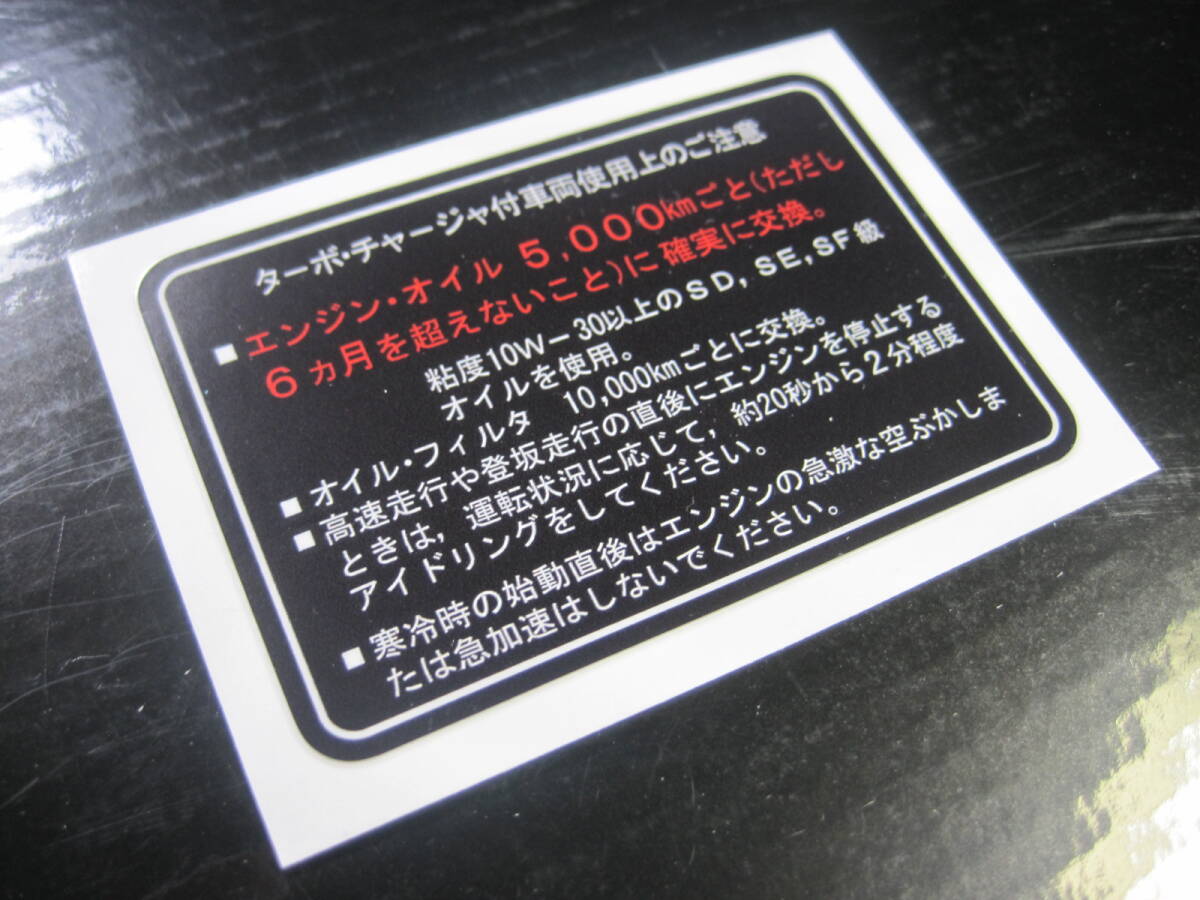 ターボ・チャージャ付車両使用上のご注意
■エンジン・オイル 5,000㎞ごと(ただし
6ヵ月を超えないこと)に確実に交換。
粘度10W－30以上のSD, SE, SF級
オイルを使用。
■オイル・フィルタ 10,000㎞ごとに交換。
■高速走行や登坂走行の直後にエンジンを停止する
ときは, 運転状況に応じて, 約20秒から2分程度
アイドリングをしてください。
■寒冷時の始動直後はエンジンの急激な空ぶかしま
たは急加速はしないでください。